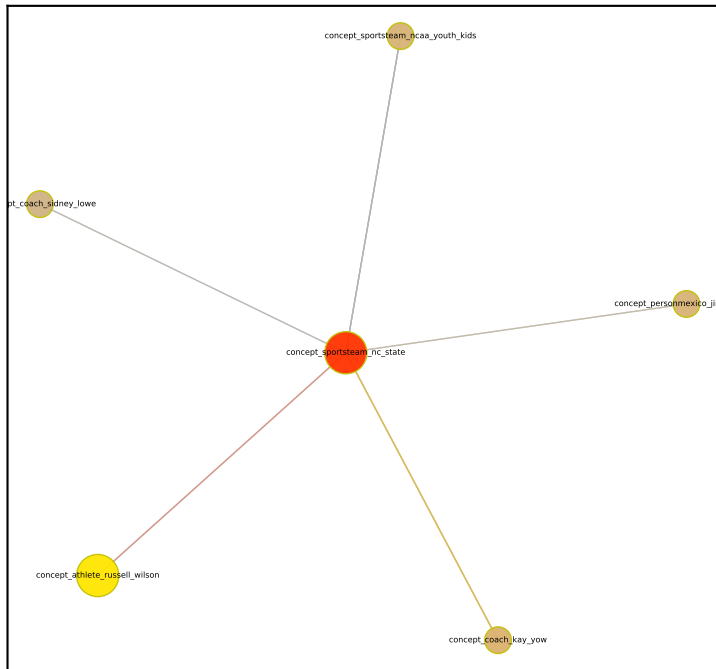 concept_sportsteam_ncaa_youth_kids
pt_coach_sidney_lowe
concept_personmexico_ji
concept_sportsteam_nc_state
concept_athlete_russell_wilson
concept_coach_kay_yow